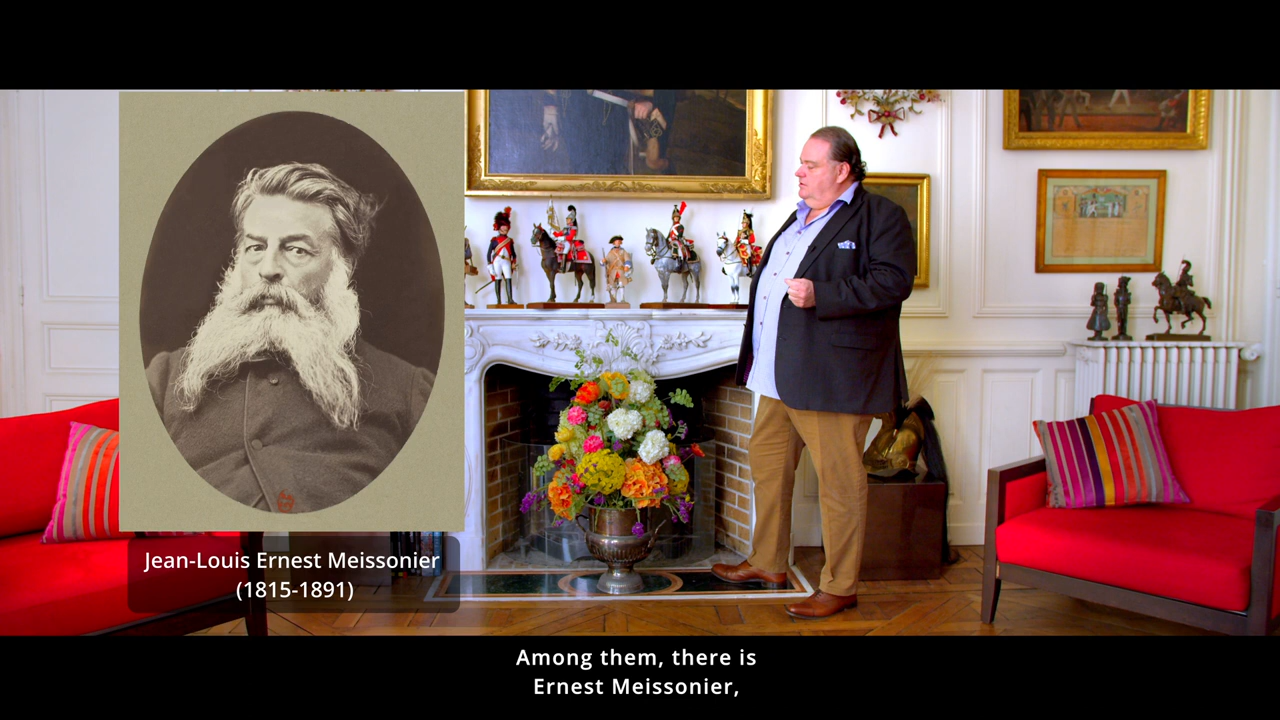 Jean-Louis Ernest Meissonier
(1815-1891)
Among them, there is
Ernest Meissonier,